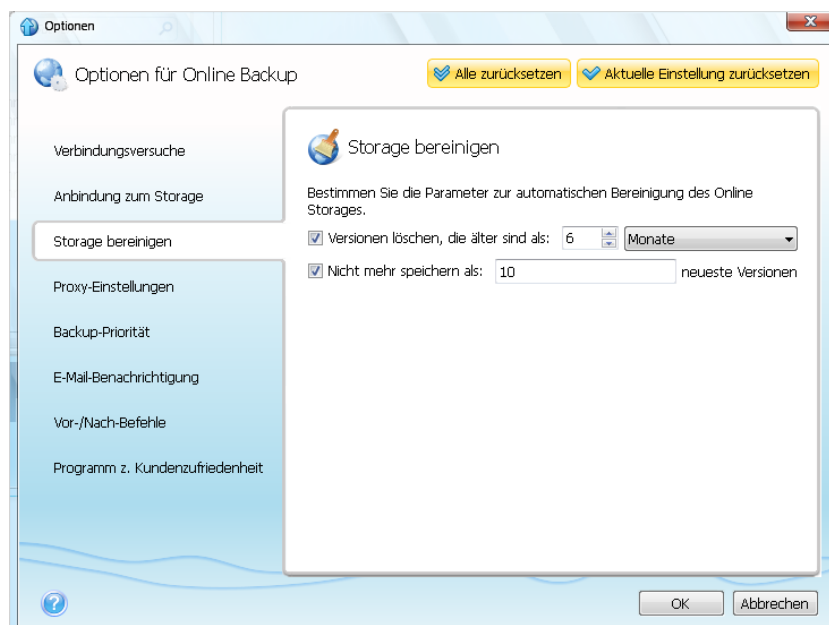 Optionen
Optionen für Online Backup
Alle zurücksetzen
Aktuelle Einstellung zurücksetzen
Verbindungsversuche
Anbindung zum Storage
Storage bereinigen
Proxy-Einstellungen
Backup-Priorität
E-Mail-Benachrichtigung
Vor-/Nach-Befehle
Programm z. Kundenzufriedenheit
Storage bereinigen
Bestimmen Sie die Parameter zur automatischen Bereinigung des Online
Storages.
Versionen löschen, die älter sind als: 6 Monate
Nicht mehr speichern als: 10 neueste Versionen
OK
Abbrechen